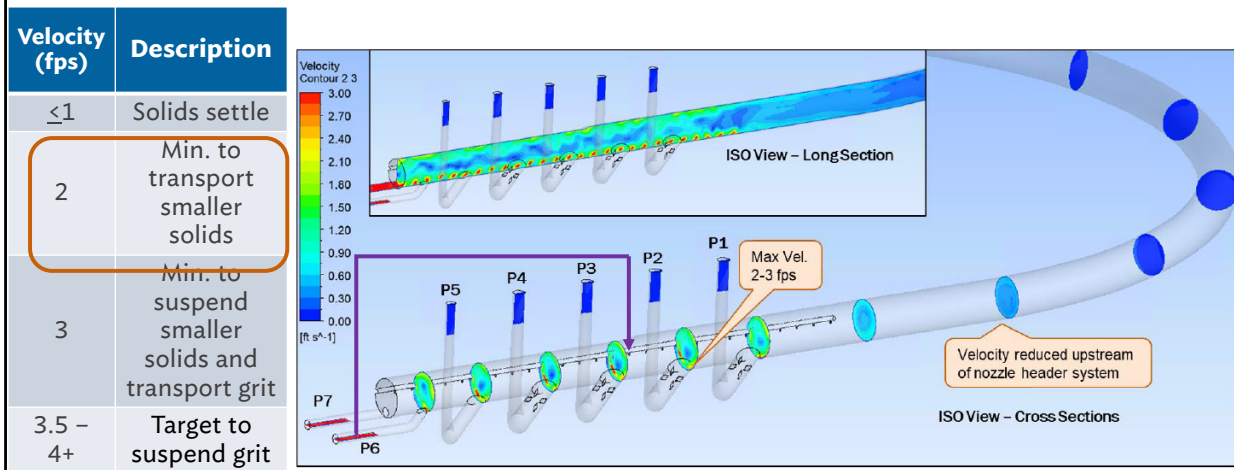 Velocity
(fps)
Description
<1
Solids settle
2
Min. to
transport
smaller
solids
3
Min. to
suspend
smaller
solids and
transport grit
3.5 –
4+
Target to
suspend grit
Velocity
Contour 2 3
3.00
2.70
2.40
2.10
1.80
1.50
1.20
0.90
0.60
0.30
0.00
[ft s^-1]
ISO View – Long Section
P1
P2
P3
P4
P5
P7
P6
Max Vel.
2-3 fps
Velocity reduced upstream
of nozzle header system
ISO View – Cross Sections